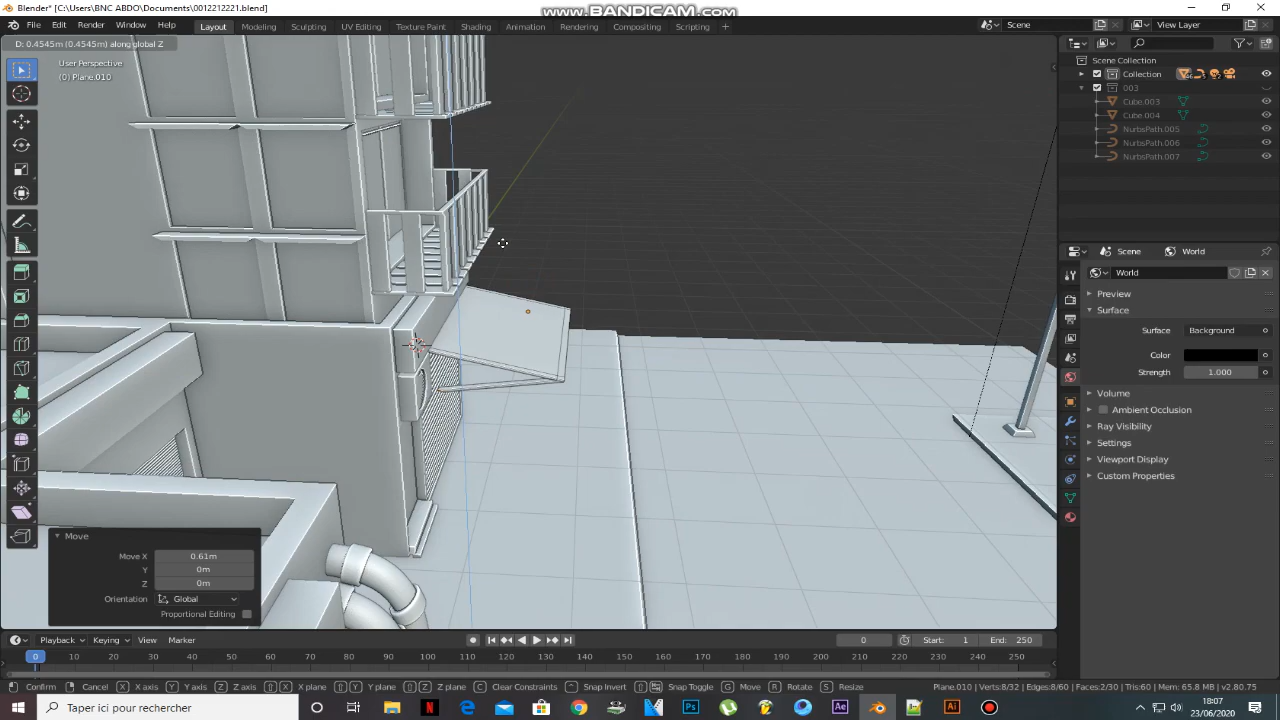 Blender* [C:\Users\BNC ABDO\Documents\001212221.blend]
www.BANDICAM.com
File Edit Render Window Help
Layout Modeling Sculpting UV Editing Texture Paint Shading Animation Rendering Compositing Scripting +
Scene
View Layer
D: 0.4545m (0.4545m) along global Z
User Perspective
(0) Plane.010
Scene Collection
Collection
003
Cube.003
Cube.004
NurbsPath.005
NurbsPath.006
NurbsPath.007
Scene World
World
Preview
Surface
Surface Background
Color
Strength 1.000
Volume
Ambient Occlusion
Ray Visibility
Settings
Viewport Display
Custom Properties
Move
Move X 0.61m
Y 0m
Z 0m
Orientation Global
Proportional Editing
Playback Keying View Marker
0 Start: 1 End: 250
0 10 20 30 40 50 60 70 80 90 100 110 120 130 140 150 160 170 180 190 200 210 220 230 240 250
Confirm Cancel X X axis Y Y axis Z Z axis X X plane Y Y plane Z Z plane C Clear Constraints Snap Invert Snap Toggle G Move R Rotate S Resize
Plane.010 | Verts:8/32 | Edges:8/60 | Faces:2/30 | Tris:60 | Mem: 65.8 MB | v2.80.75
Taper ici pour rechercher
18:07
23/06/2020